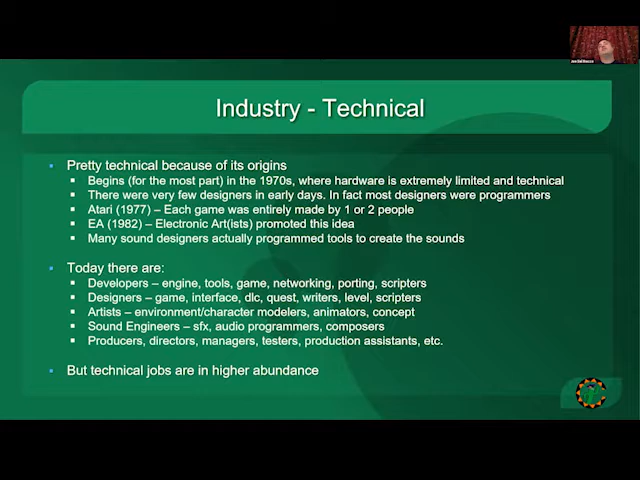 Industry - Technical
Pretty technical because of its origins
Begins (for the most part) in the 1970s, where hardware is extremely limited and technical
There were very few designers in early days. In fact most designers were programmers
Atari (1977) – Each game was entirely made by 1 or 2 people
EA (1982) – Electronic Art(ists) promoted this idea
Many sound designers actually programmed tools to create the sounds
Today there are:
Developers – engine, tools, game, networking, porting, scripters
Designers – game, interface, dlc, quest, writers, level, scripters
Artists – environment/character modelers, animators, concept
Sound Engineers – sfx, audio programmers, composers
Producers, directors, managers, testers, production assistants, etc.
But technical jobs are in higher abundance